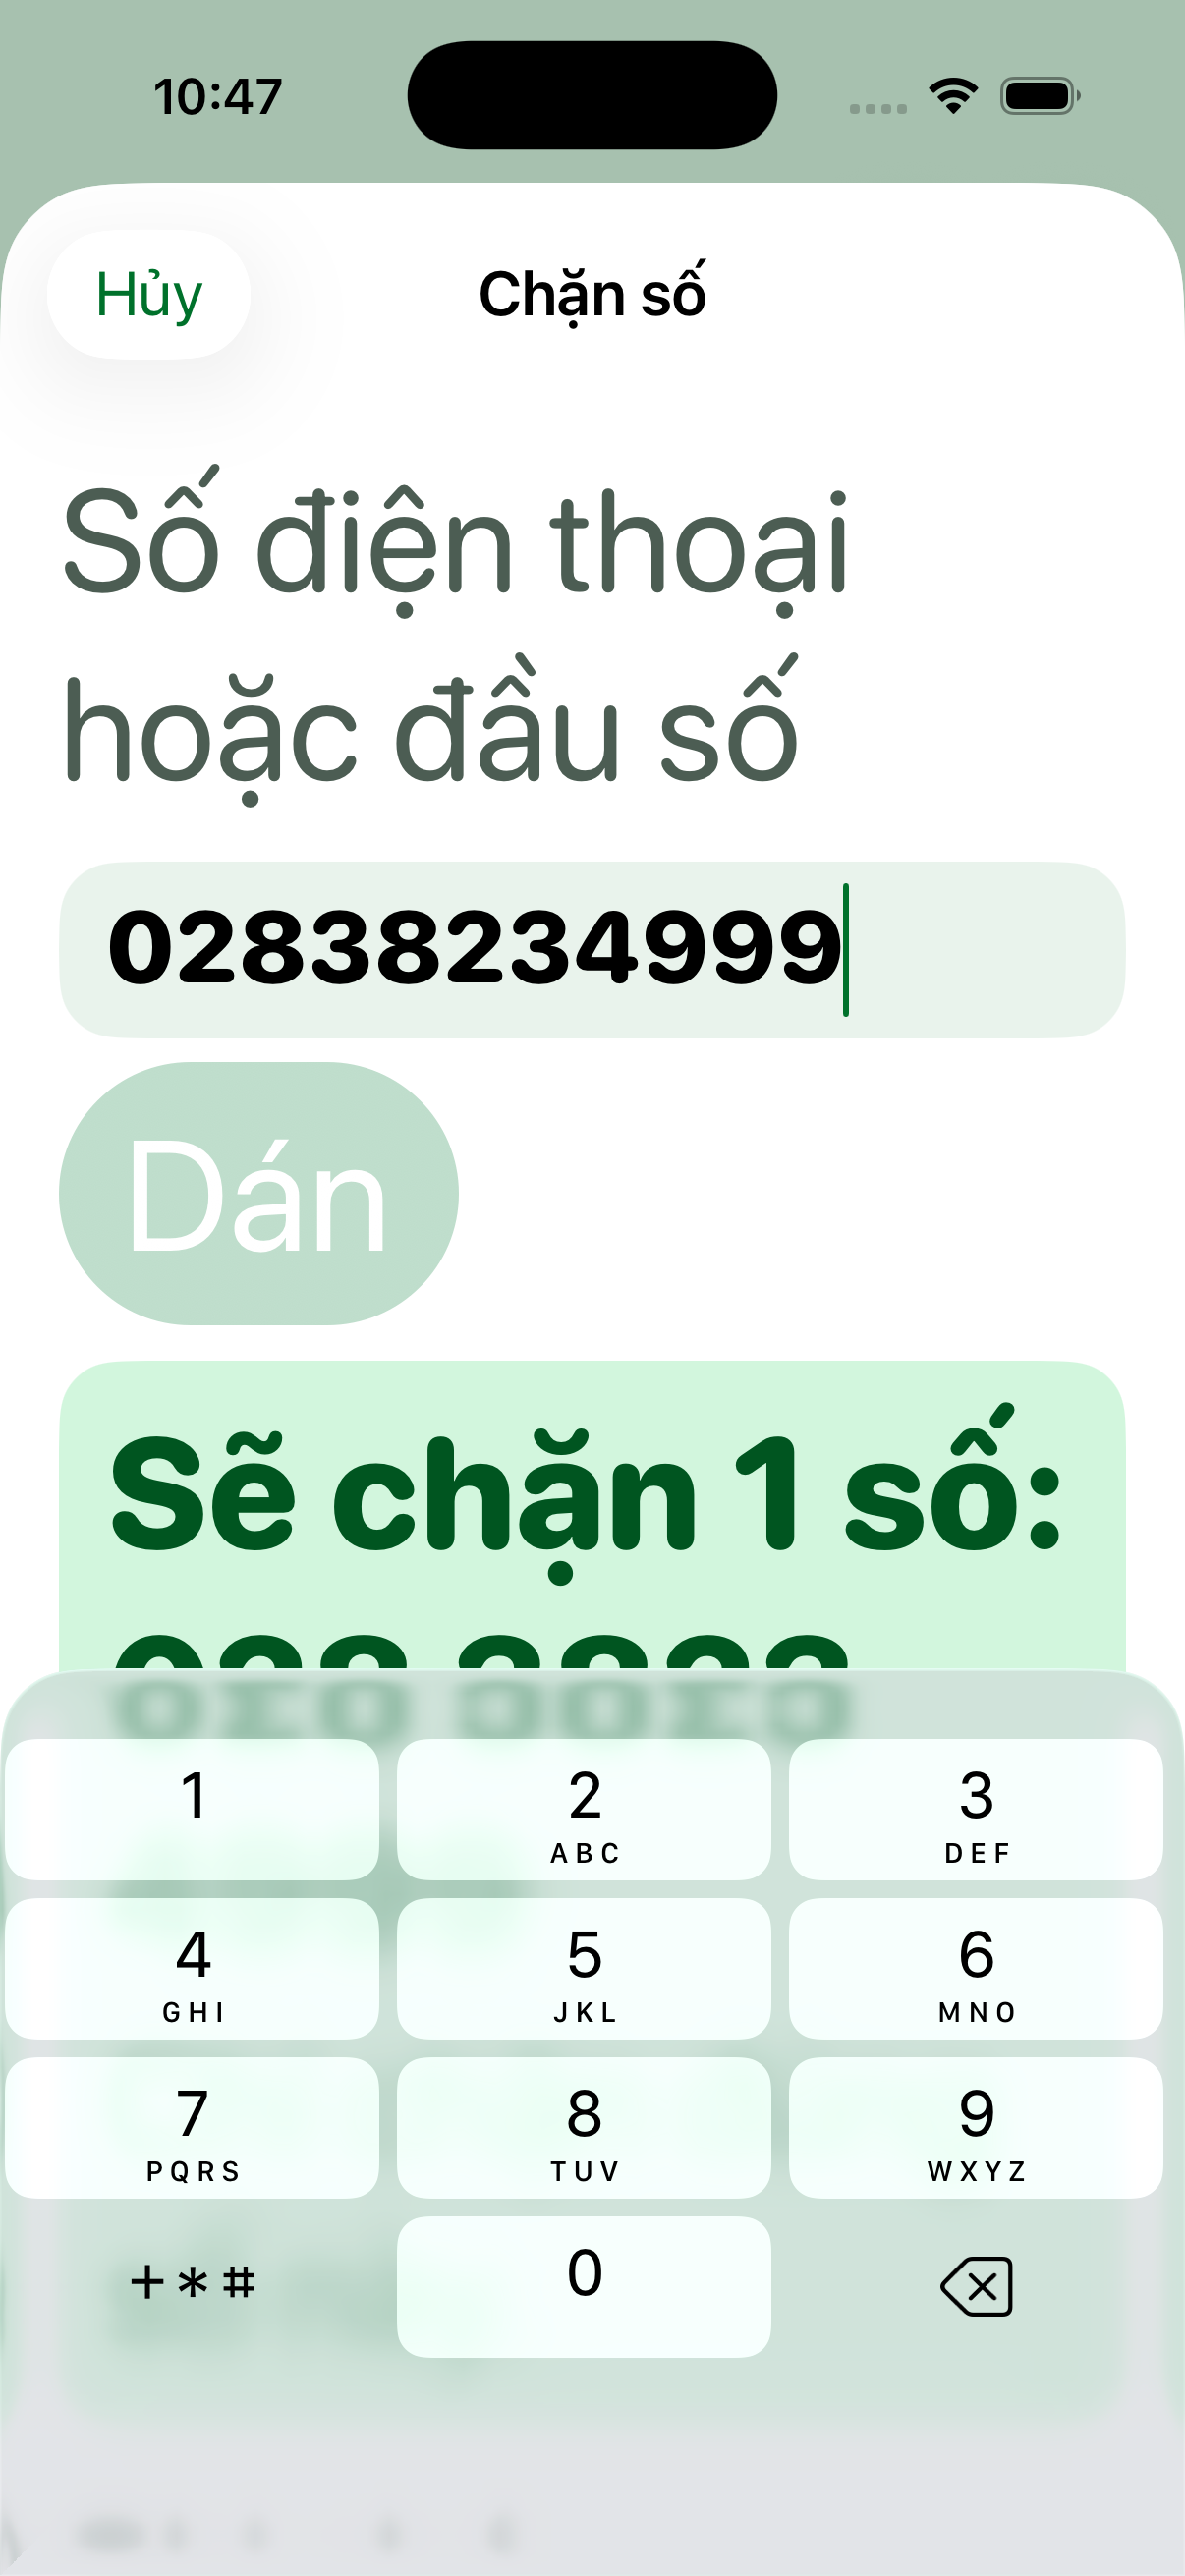 10:47
Hủy
Chặn số
Số điện thoại
hoặc đầu số
02838234999
Dán
Sẽ chặn 1 số:
1
2
ABC
3
DEF
4
GHI
5
JKL
6
MNO
7
PQRS
8
TUV
9
WXYZ
+*#
0